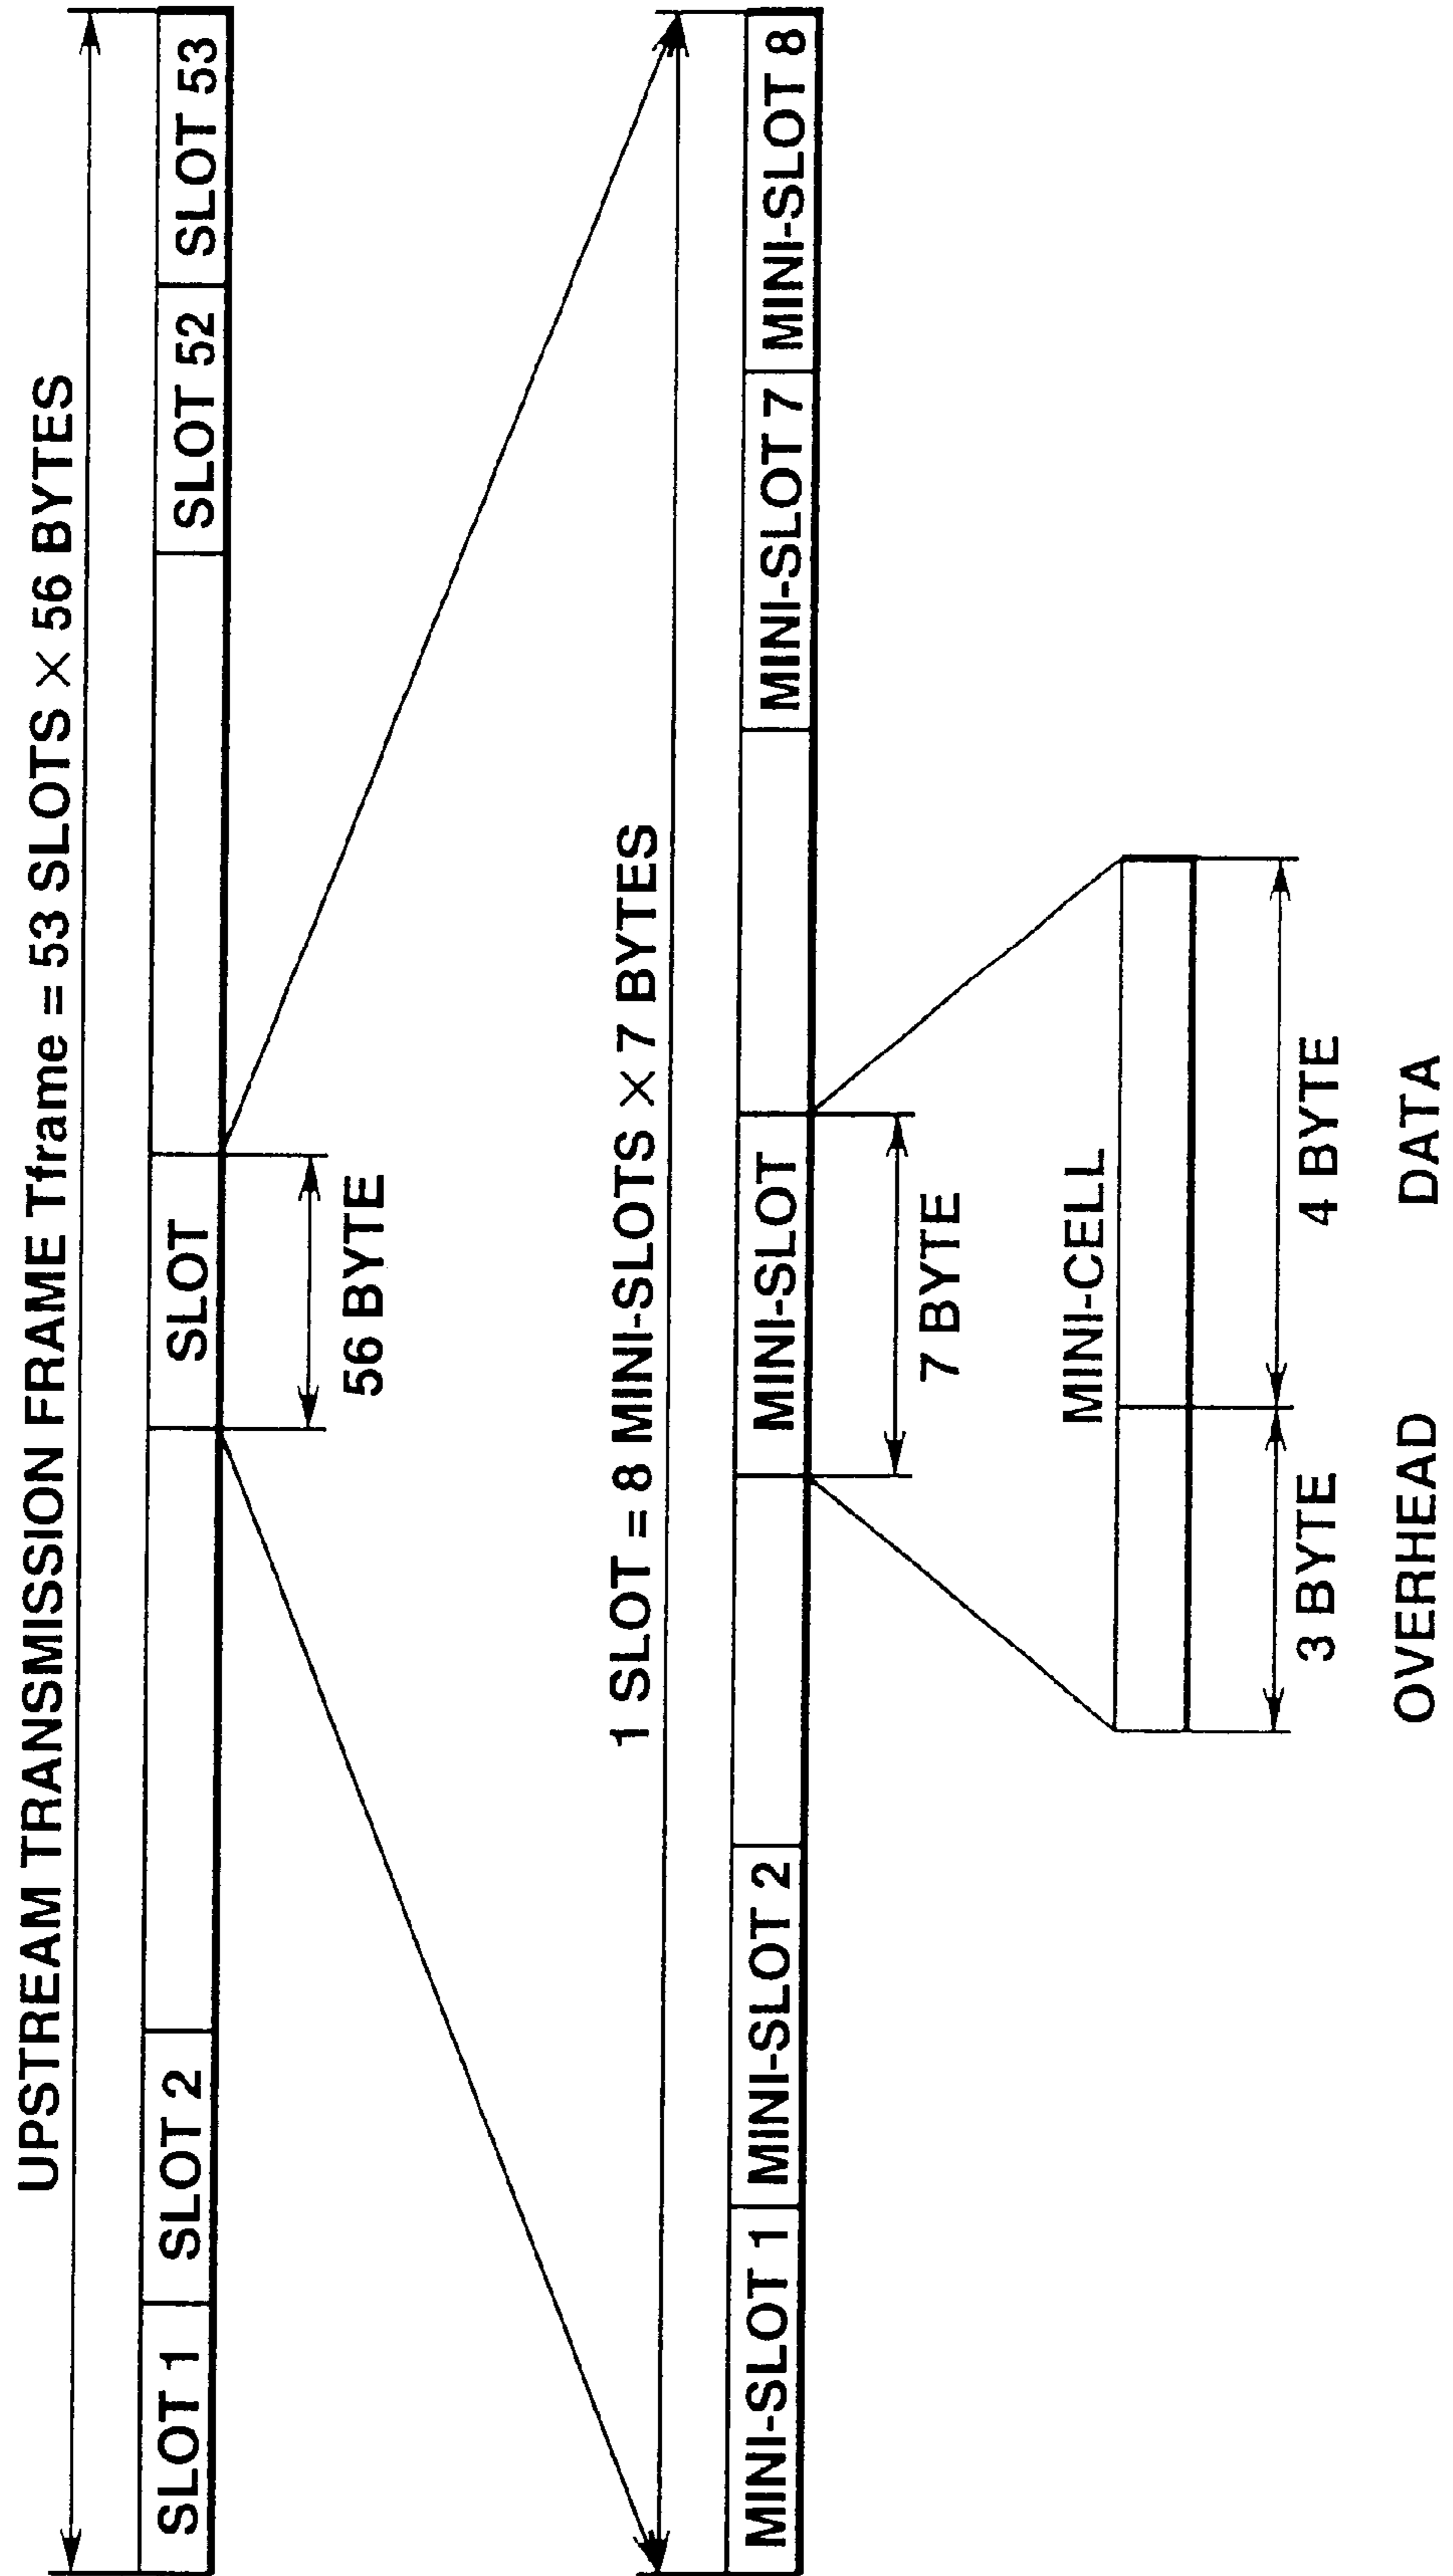 UPSTREAM TRANSMISSION FRAME Tframe = 53 SLOTS × 56 BYTES
SLOT 1 SLOT 2 SLOT SLOT 52 SLOT 53
56 BYTE
1 SLOT = 8 MINI-SLOTS × 7 BYTES
MINI-SLOT 1 MINI-SLOT 2 MINI-SLOT MINI-SLOT 7 MINI-SLOT 8
7 BYTE
MINI-CELL
3 BYTE 4 BYTE
OVERHEAD DATA